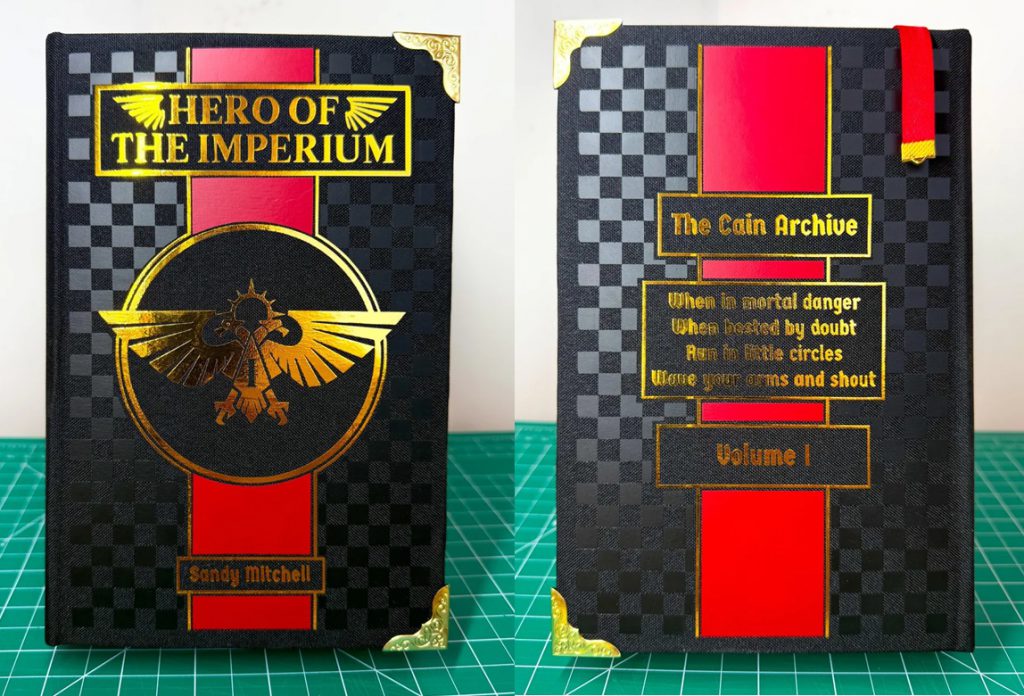 HERO OF
THE IMPERIUM
Sandy Mitchell
The Cain Archive
When in mortal danger
When bested by doubt
Run in little circles
Wave your arms and shout
Volume I